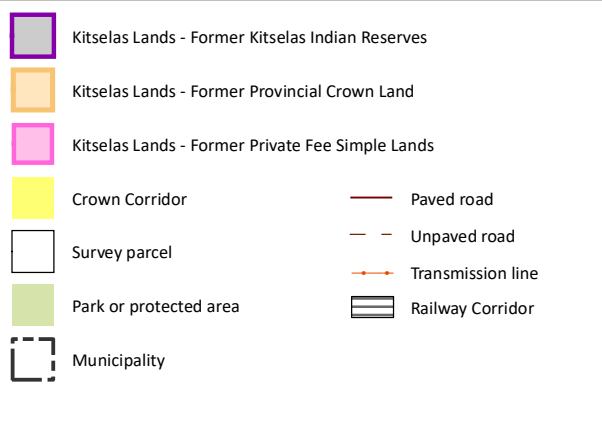 Kitselas Lands - Former Kitselas Indian Reserves
Kitselas Lands - Former Provincial Crown Land
Kitselas Lands - Former Private Fee Simple Lands
Crown Corridor
Survey parcel
Park or protected area
Municipality
Paved road
Unpaved road
Transmission line
Railway Corridor